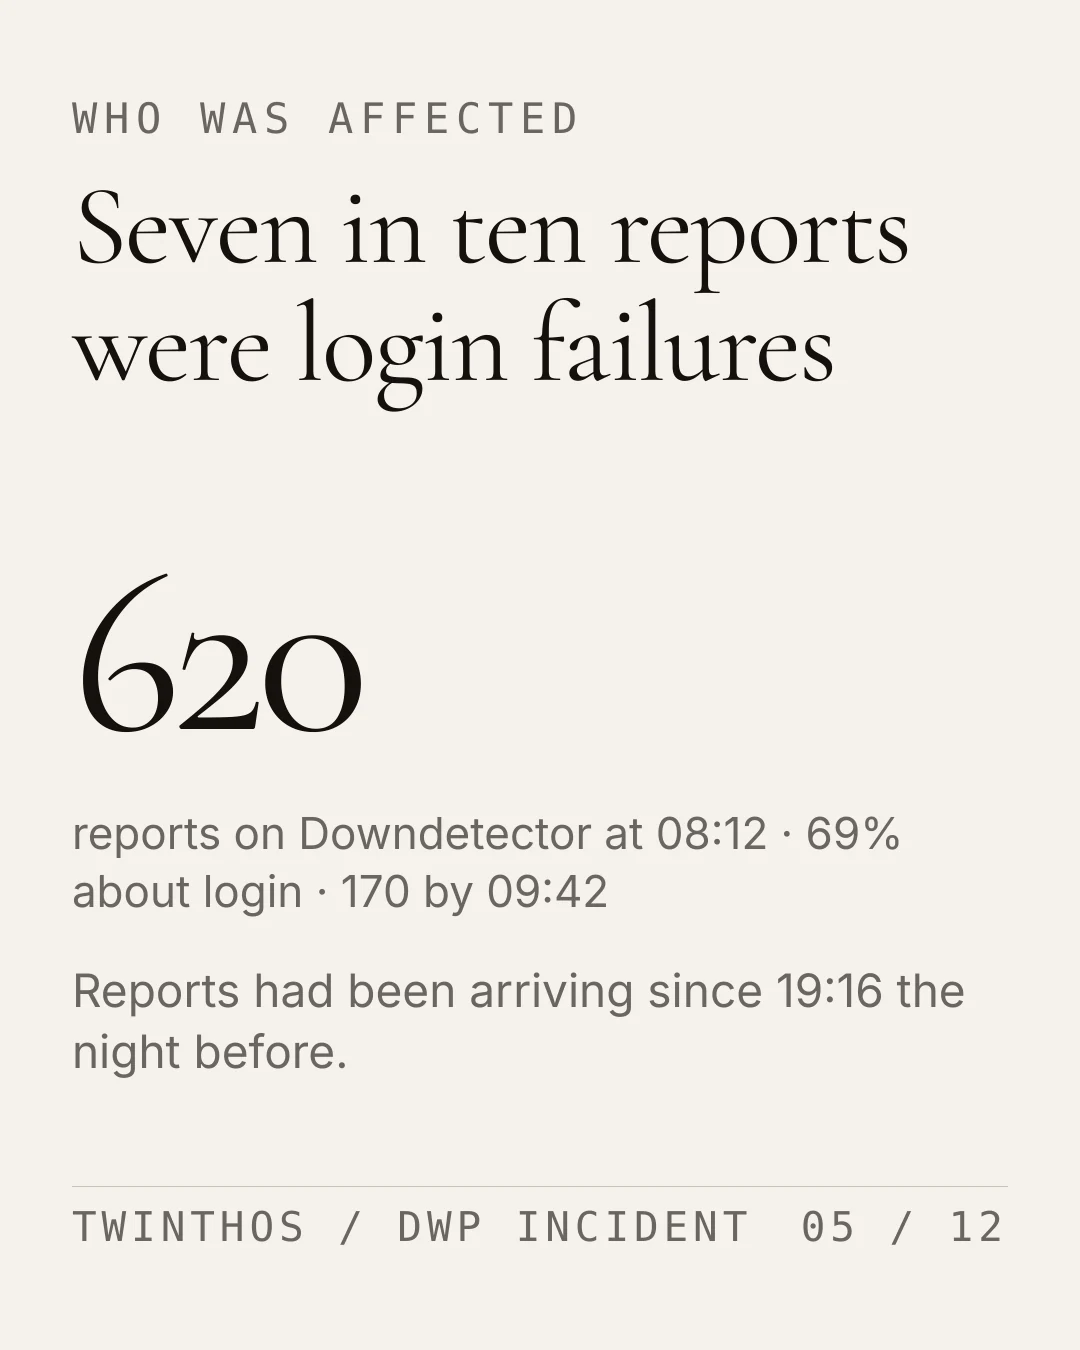 WHO WAS AFFECTED
Seven in ten reports
were login failures
620
reports on Downdetector at 08:12 · 69%
about login · 170 by 09:42
Reports had been arriving since 19:16 the
night before.
TWINTHOS / DWP INCIDENT 05 / 12